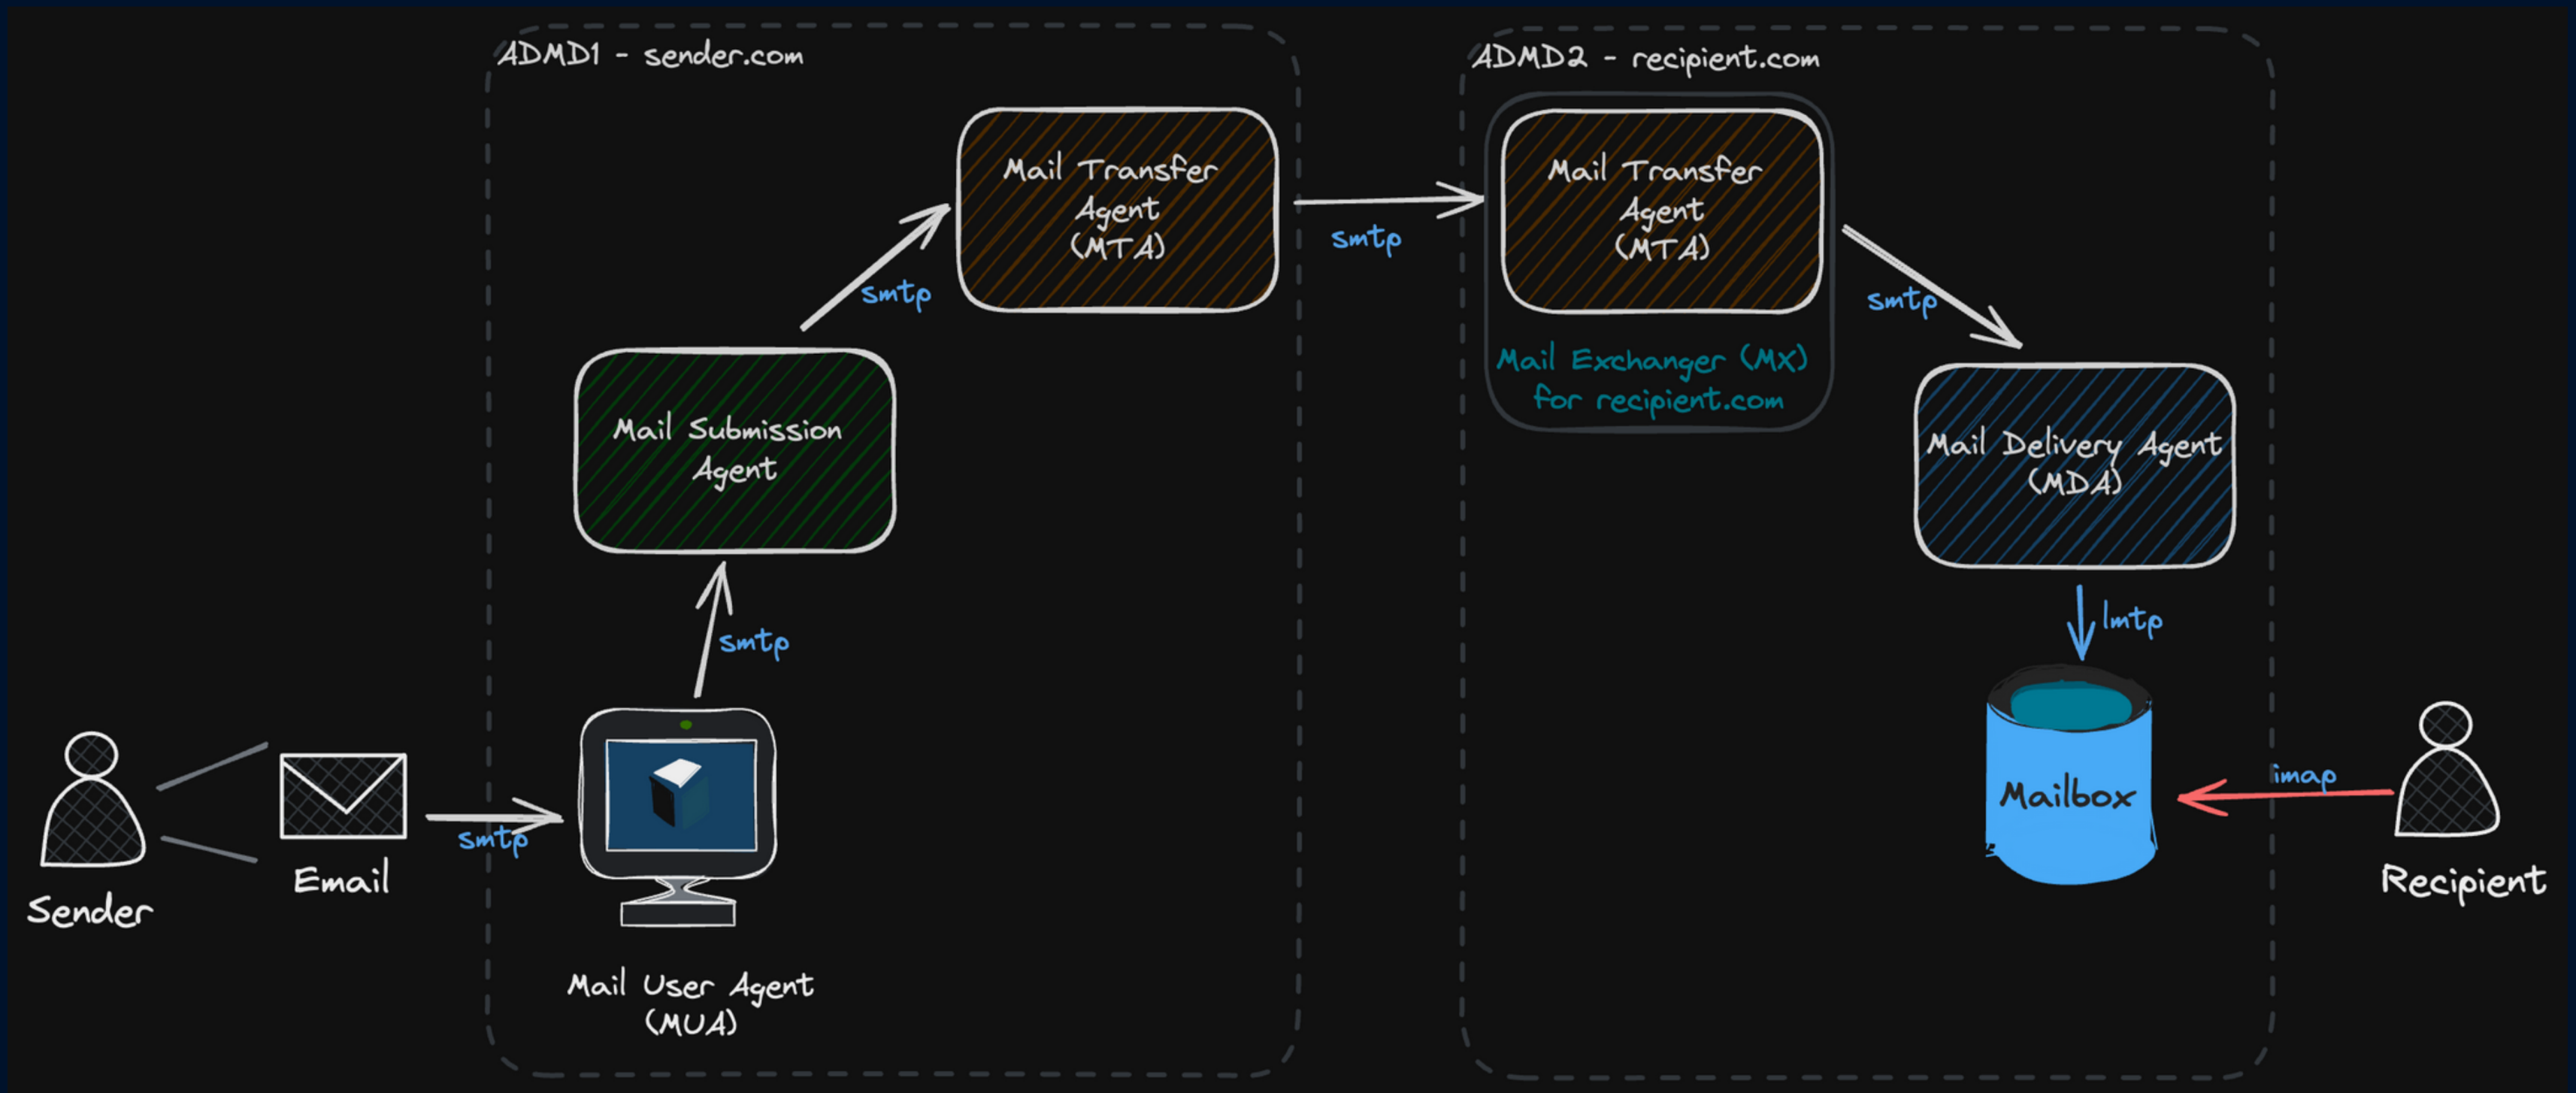 ADMD1 - sender.com
ADMD2 - recipient.com
Mail Transfer
Agent
(MTA)
smtp
smtp
Mail Transfer
Agent
(MTA)
Mail Exchanger (MX)
for recipient.com
smtp
Mail Submission
Agent
Mail Delivery Agent
(MDA)
smtp
lmtp
Sender
Email
smtp
Mail User Agent
(MUA)
Mailbox
imap
Recipient